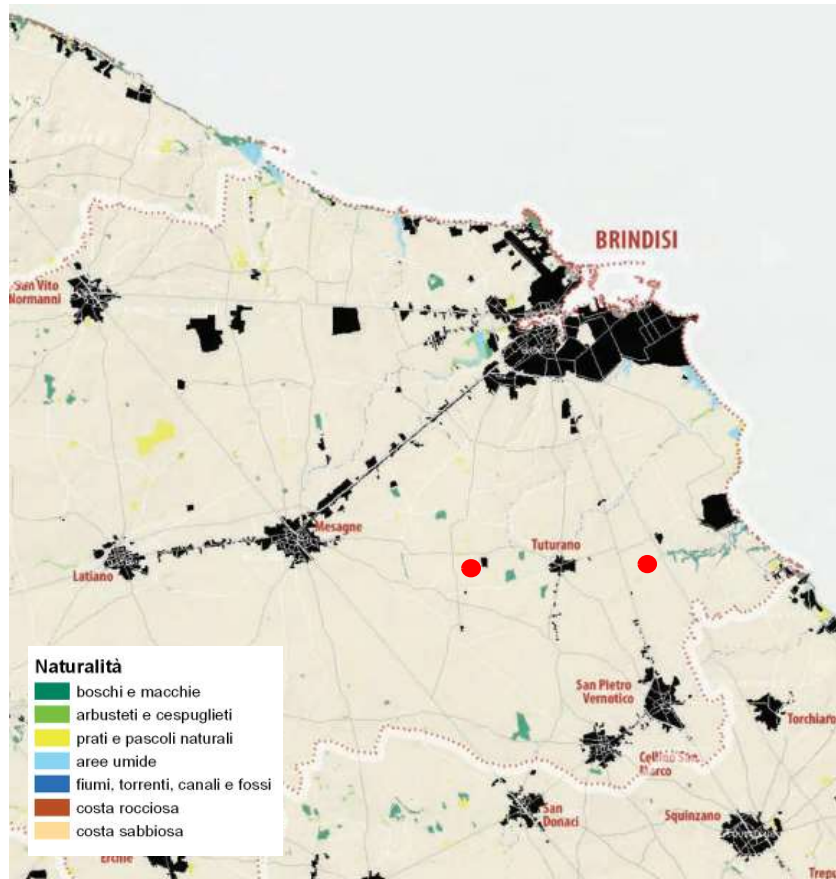 BRINDISI
San Vito
Normanni
Mesagne
Tuturano
Latiano
San Pietro
Vernotico
Torchiaro
Cellino San
Marco
San
Donaci
Squinzano
Erchie
Trepu
Naturalità
boschi e macchie
arbusteti e cespuglieti
prati e pascoli naturali
aree umide
fiumi, torrenti, canali e fossi
costa rocciosa
costa sabbiosa